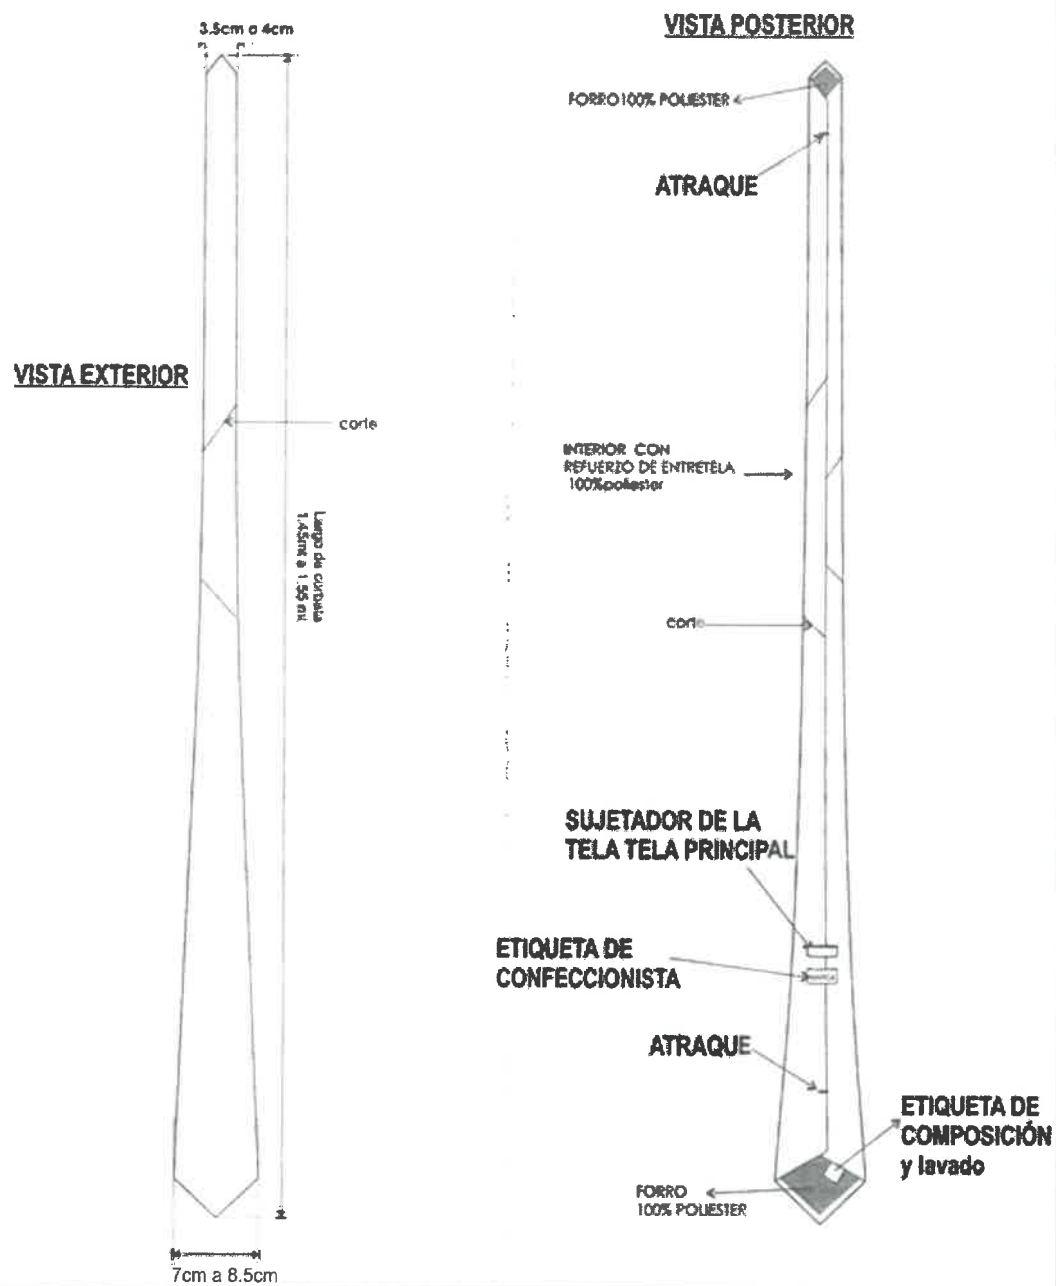 3.5cm a 4cm
VISTA EXTERIOR
corte
Largo de corbata
1.45mt a 1.55 mt.
7cm a 8.5cm
VISTA POSTERIOR
FORRO 100% POLIESTER
ATRAQUE
INTERIOR CON
REFUERZO DE ENTRETELA
100%poliester
corte
SUJETADOR DE LA
TELA TELA PRINCIPAL
ETIQUETA DE
CONFECCIONISTA
ATRAQUE
ETIQUETA DE
COMPOSICIÓN
y lavado
FORRO
100% POLIESTER